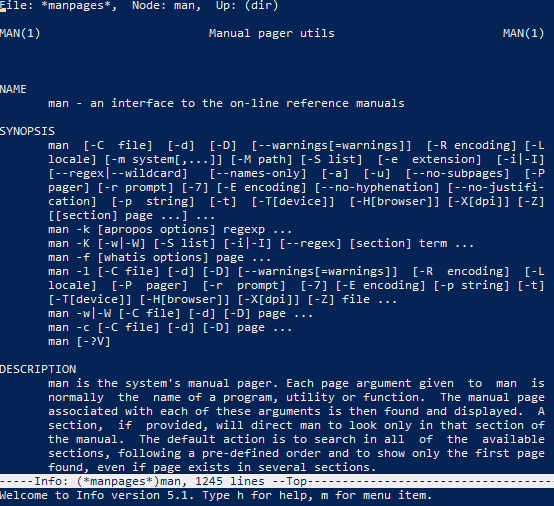 File: *manpages*,  Node: man,  Up: (dir)
MAN(1)                        Manual pager utils                        MAN(1)
NAME
man - an interface to the on-line reference manuals
SYNOPSIS
man  [-C  file]  [-d]  [-D]  [--warnings[=warnings]]  [-R encoding] [-L
locale] [-m system[,...]] [-M path] [-S list]  [-e  extension]  [-i|-I]
[--regex|--wildcard]   [--names-only]  [-a]  [-u]  [--no-subpages]  [-P
pager] [-r prompt] [-7] [-E encoding] [--no-hyphenation] [--no-justifi-
cation]  [-p  string]  [-t]  [-T[device]]  [-H[browser]] [-X[dpi]] [-Z]
[[section] page ...] ...
man -k [apropos options] regexp ...
man -K [-w|-W] [-S list] [-i|-I] [--regex] [section] term ...
man -f [whatis options] page ...
man -l [-C file] [-d] [-D] [--warnings[=warnings]]  [-R  encoding]  [-L
locale]  [-P  pager]  [-r  prompt]  [-7] [-E encoding] [-p string] [-t]
[-T[device]] [-H[browser]] [-X[dpi]] [-Z] file ...
man -w|-W [-C file] [-d] [-D] page ...
man -c [-C file] [-d] [-D] page ...
man [-?V]
DESCRIPTION
man is the system's manual pager. Each page argument given  to  man  is
normally  the  name of a program, utility or function.  The manual page
associated with each of these arguments is then found and displayed.  A
section,  if  provided, will direct man to look only in that section of
the manual.  The default action is to search in all  of  the  available
sections, following a pre-defined order and to show only the first page
found, even if page exists in several sections.
-----Info: (*manpages*)man, 1245 lines --Top-------------------------------
Welcome to Info version 5.1. Type h for help, m for menu item.